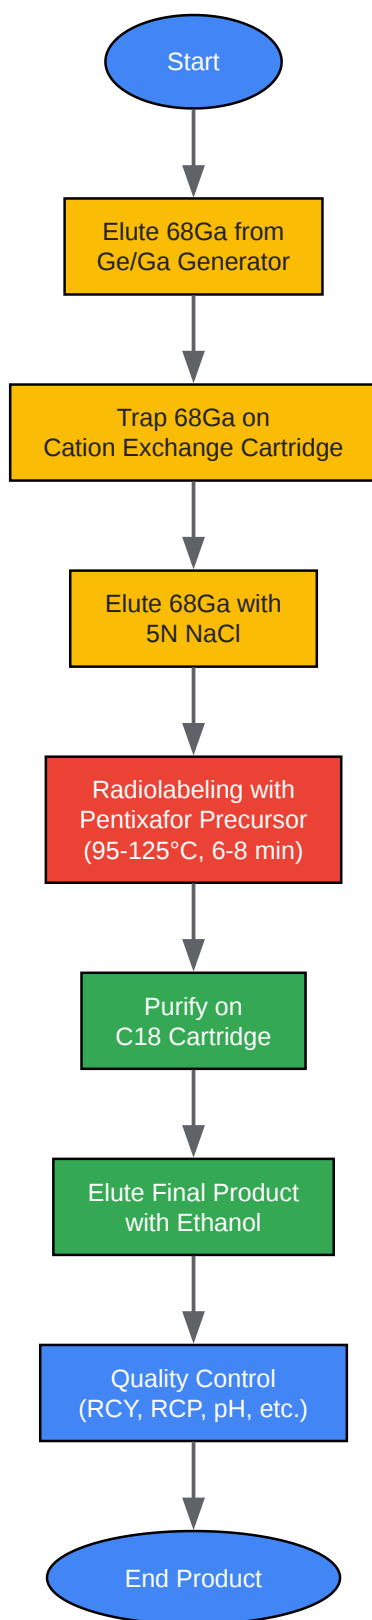 Start
Elute 68Ga from
Ge/Ga Generator
Trap 68Ga on
Cation Exchange Cartridge
Elute 68Ga with
5N NaCl
Radiolabeling with
Pentixafor Precursor
(95-125°C, 6-8 min)
Purify on
C18 Cartridge
Elute Final Product
with Ethanol
Quality Control
(RCY, RCP, pH, etc.)
End Product